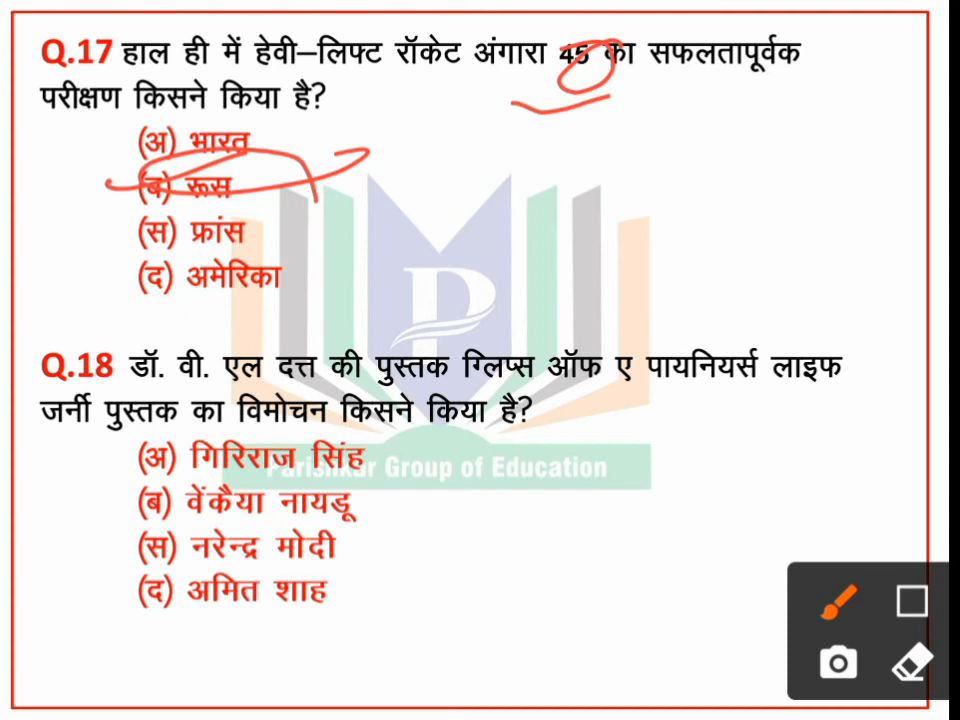 Q.17 हाल ही में हेवी–लिफ्ट रॉकेट अंगारा 45 का सफलतापूर्वक
परीक्षण किसने किया है?
(अ) भारत
(ब) रूस
(स) फ्रांस
(द) अमेरिका
Q.18 डॉ. वी. एल दत्त की पुस्तक ग्लिप्स ऑफ ए पायनियर्स लाइफ
जर्नी पुस्तक का विमोचन किसने किया है?
(अ) गिरिराज सिंह
Parishkar Group of Education
(ब) वेंकैया नायडू
(स) नरेन्द्र मोदी
(द) अमित शाह